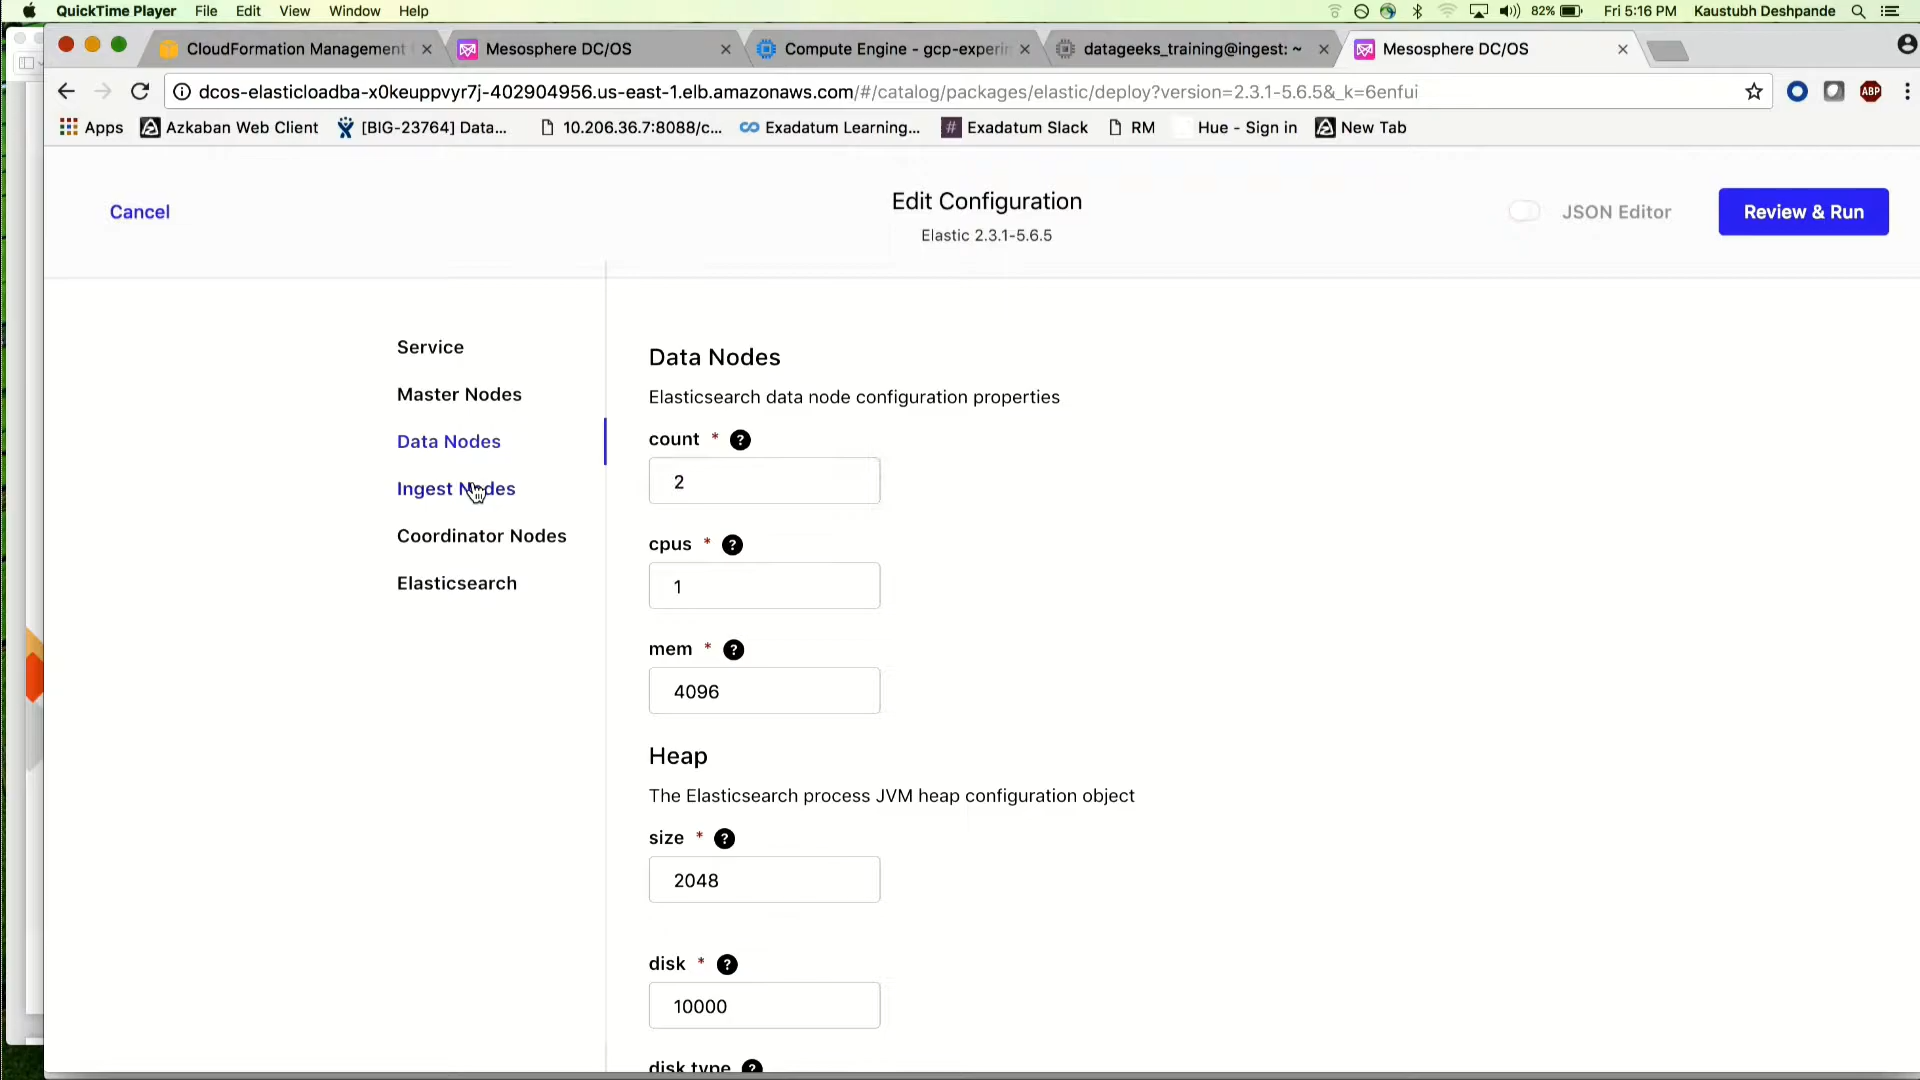 QuickTime Player File Edit View Window Help 82% Fri 5:16 PM Kaustubh Deshpande
CloudFormation Management Mesosphere DC/OS Compute Engine - gcp-experin datageeks_training@ingest: ~ Mesosphere DC/OS
dcos-elasticloadba-x0keuppvyr7j-402904956.us-east-1.elb.amazonaws.com/#/catalog/packages/elastic/deploy?version=2.3.1-5.6.5&_k=6enfui ABP
Apps Azkaban Web Client [BIG-23764] Data... 10.206.36.7:8088/c... Exadatum Learning... # Exadatum Slack RM Hue - Sign in New Tab
Cancel
Edit Configuration
Elastic 2.3.1-5.6.5
JSON Editor
Review & Run
Service
Master Nodes
Data Nodes
Ingest Nodes
Coordinator Nodes
Elasticsearch
Data Nodes
Elasticsearch data node configuration properties
count * ?
2
cpus * ?
1
mem * ?
4096
Heap
The Elasticsearch process JVM heap configuration object
size * ?
2048
disk * ?
10000
disk type ?